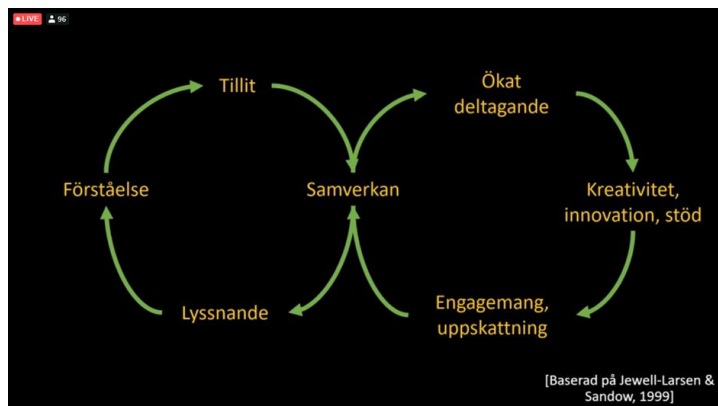 LIVE 96
Tillit
Ökat
deltagande
Förståelse
Samverkan
Kreativitet,
innovation, stöd
Lyssnande
Engagemang,
uppskattning
[Baserad på Jewell-Larsen &
Sandow, 1999]